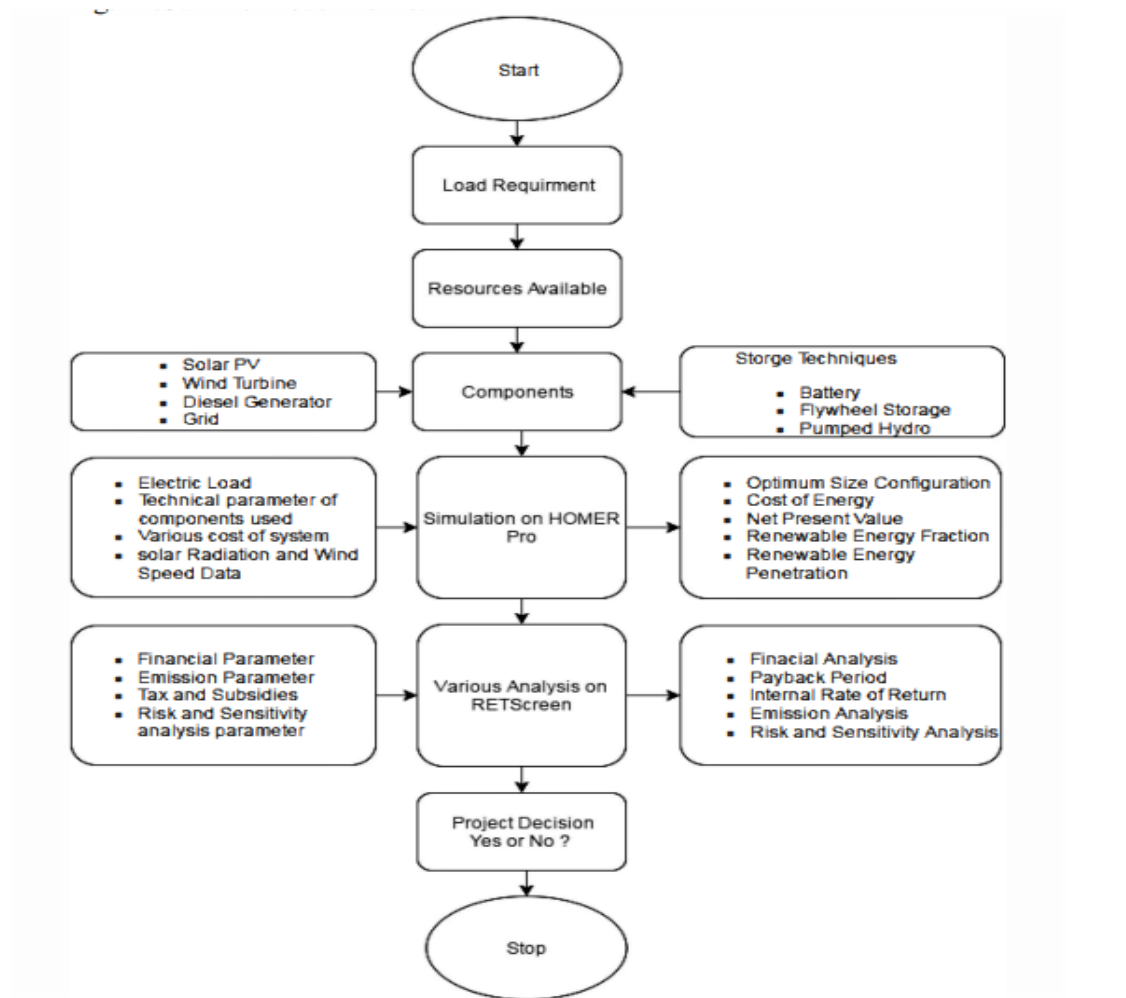 Start
Load Requirment
Resources Available
▪ Solar PV
▪ Wind Turbine
▪ Diesel Generator
▪ Grid
Components
Storge Techniques
▪ Battery
▪ Flywheel Storage
▪ Pumped Hydro
▪ Electric Load
▪ Technical parameter of
components used
▪ Various cost of system
▪ solar Radiation and Wind
Speed Data
Simulation on HOMER
Pro
▪ Optimum Size Configuration
▪ Cost of Energy
▪ Net Present Value
▪ Renewable Energy Fraction
▪ Renewable Energy
Penetration
▪ Financial Parameter
▪ Emission Parameter
▪ Tax and Subsidies
▪ Risk and Sensitivity
analysis parameter
Various Analysis on
RETScreen
▪ Finacial Analysis
▪ Payback Period
▪ Internal Rate of Return
▪ Emission Analysis
▪ Risk and Sensitivity Analysis
Project Decision
Yes or No ?
Stop